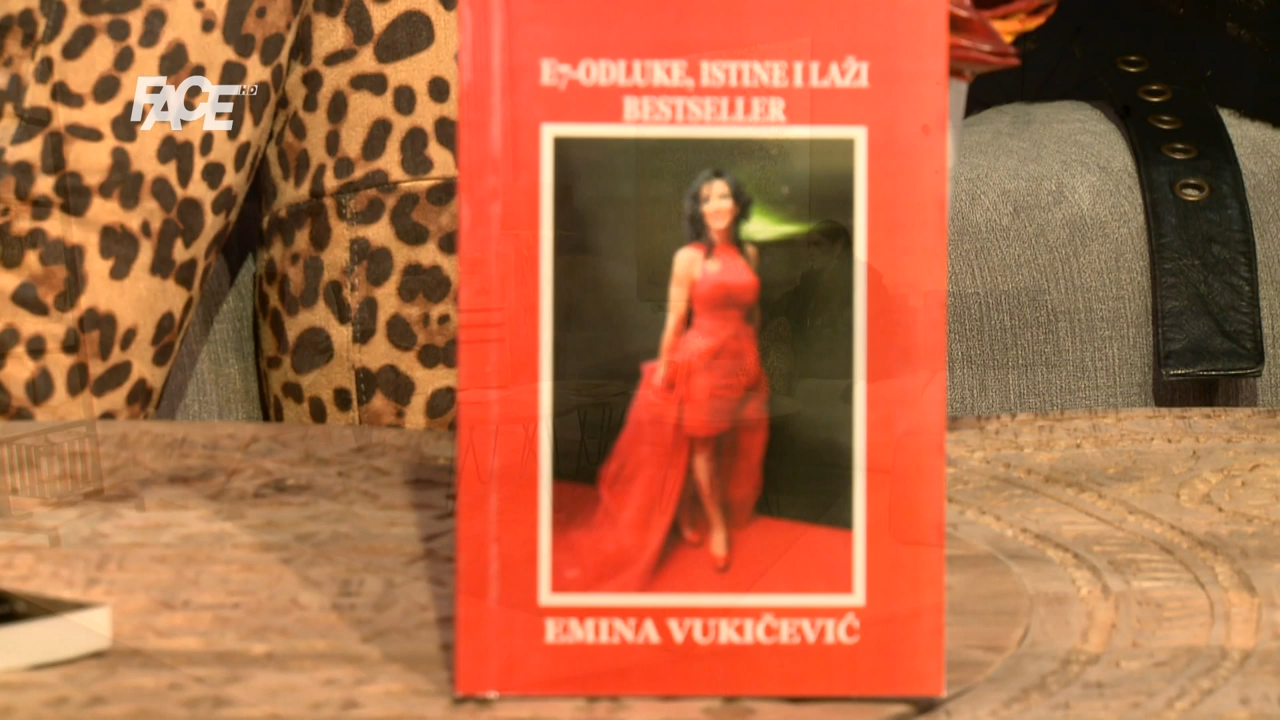 FACE HD
E7-ODLUKE, ISTINE I LAŽI
BESTSELLER
EMINA VUKIČEVIĆ